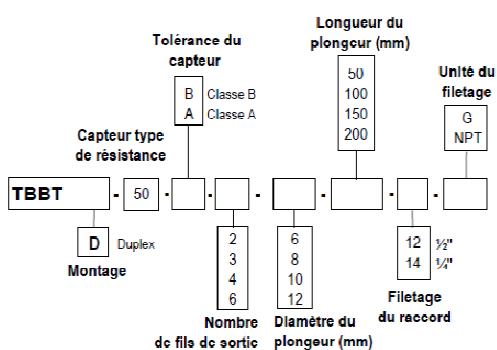 Longueur du
plongeur (mm)
50
100
150
200
Tolérance du
capteur
B Classe B
A Classe A
Unité du
filetage
G
NPT
Capteur type
de résistance
TBBT - 50 - - - - - -
D Duplex
Montage
2
3
4
6
Nombre
de fils de sortie
6
8
10
12
Diamètre du
plongeur (mm)
12 ½"
14 ¼"
Filetage
du raccord